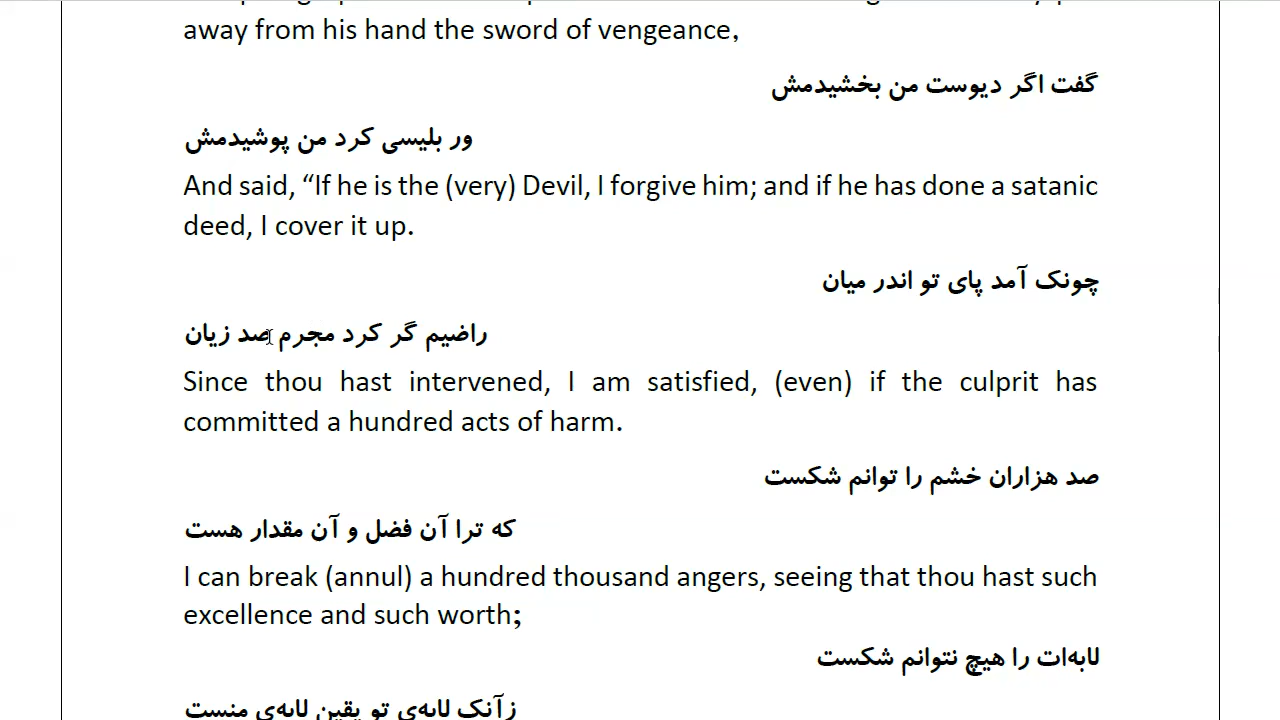 away from his hand the sword of vengeance,
گفت اگر دیوست من بخشیدمش
ور بلیسی کرد من پوشیدمش
And said, “If he is the (very) Devil, I forgive him; and if he has done a satanic
deed, I cover it up.
چونک آمد پای تو اندر میان
راضیم گر کرد مجرم صد زیان
Since thou hast intervened, I am satisfied, (even) if the culprit has
committed a hundred acts of harm.
صد هزاران خشم را توانم شکست
که ترا آن فضل و آن مقدار هست
I can break (annul) a hundred thousand angers, seeing that thou hast such
excellence and such worth;
لابه‌ات را هیچ نتوانم شکست
زآنک لابه‌ی تو یقین لابه‌ی منست